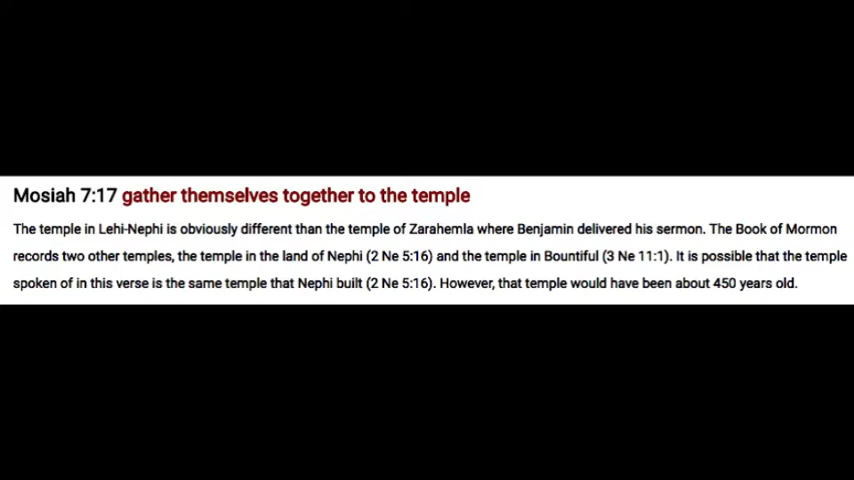 Mosiah 7:17 gather themselves together to the temple
The temple in Lehi-Nephi is obviously different than the temple of Zarahemla where Benjamin delivered his sermon. The Book of Mormon
records two other temples, the temple in the land of Nephi (2 Ne 5:16) and the temple in Bountiful (3 Ne 11:1). It is possible that the temple
spoken of in this verse is the same temple that Nephi built (2 Ne 5:16). However, that temple would have been about 450 years old.